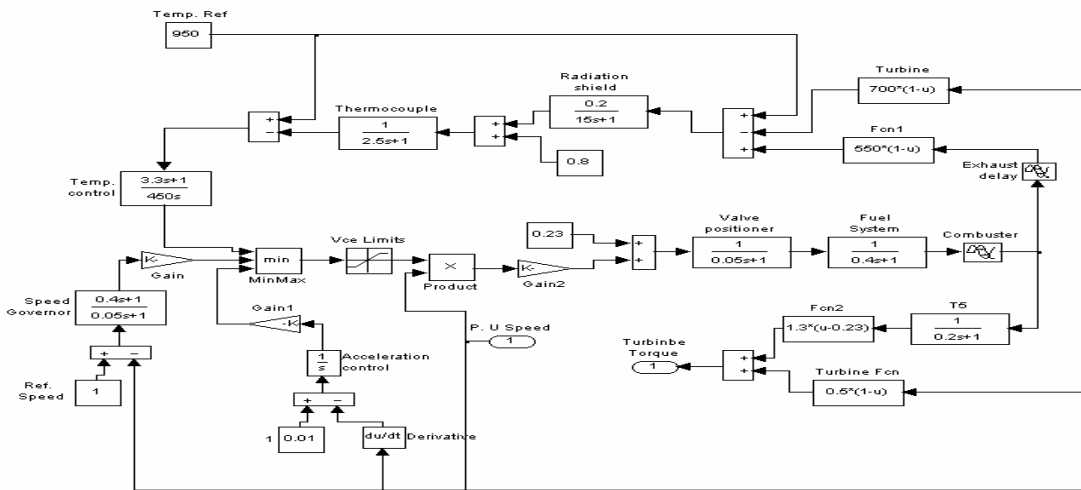 Temp. Ref
950
Turbine
700*(1-u)
Radiation
shield
0.2
15s+1
Thermocouple
1
2.5s+1
+
-
+
+
+
-
+
0.8
Fcn1
550*(1-u)
Exhaust
delay
Temp.
control
3.3s+1
450s
K-
Gain
min
MinMax
Vce Limits
×
Product
K-
Gain2
0.23
+
+
Valve
positioner
1
0.05s+1
Fuel
System
1
0.4s+1
Combuster
Speed
Governor
0.4s+1
0.05s+1
Gain1
-K
P. U Speed
1
Fcn2
1.3*(u-0.23)
T5
1
0.2s+1
+ -
1
s
Acceleration
control
Turbinbe
Torque
1
+
+
Turbine Fcn
0.5*(1-u)
Ref.
Speed
1
+ -
1
0.01
du/dt
Derivative